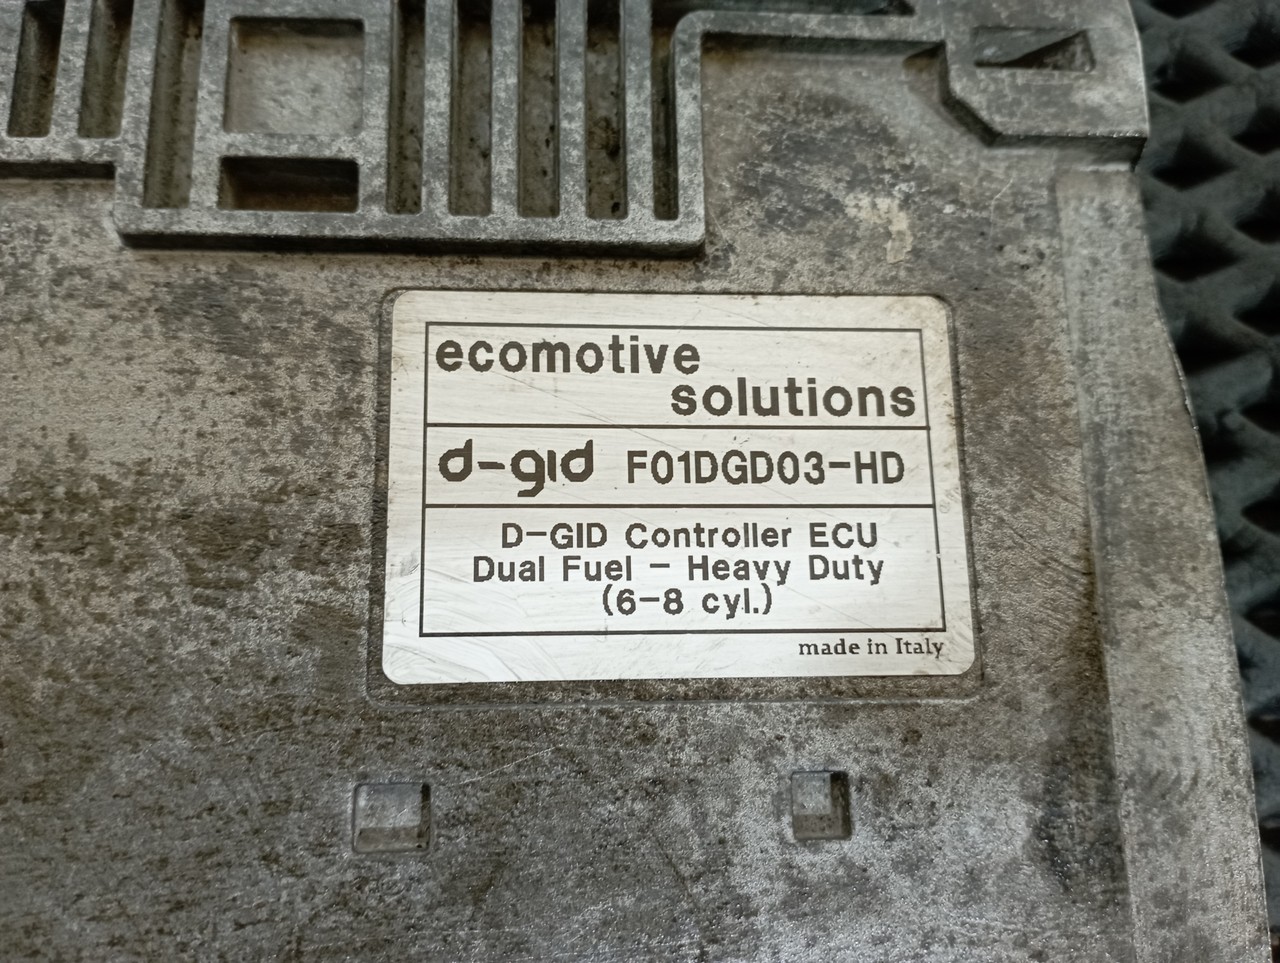 ecomotive
solutions
d-gid F01DGD03-HD
D-GID Controller ECU
Dual Fuel - Heavy Duty
(6-8 cyl.)
made in Italy